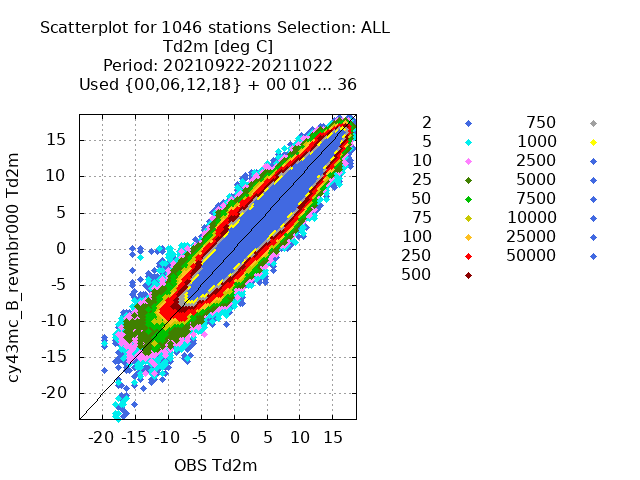 Scatterplot for 1046 stations Selection: ALL
Td2m [deg C]
Period: 20210922-20211022
Used {00,06,12,18} + 00 01 ... 36
cy43mc_B_revmbr000 Td2m
15
10
5
0
-5
-10
-15
-20
-20 -15 -10 -5 0 5 10 15
OBS Td2m
2 750
5 1000
10 2500
25 5000
50 7500
75 10000
100 25000
250 50000
500